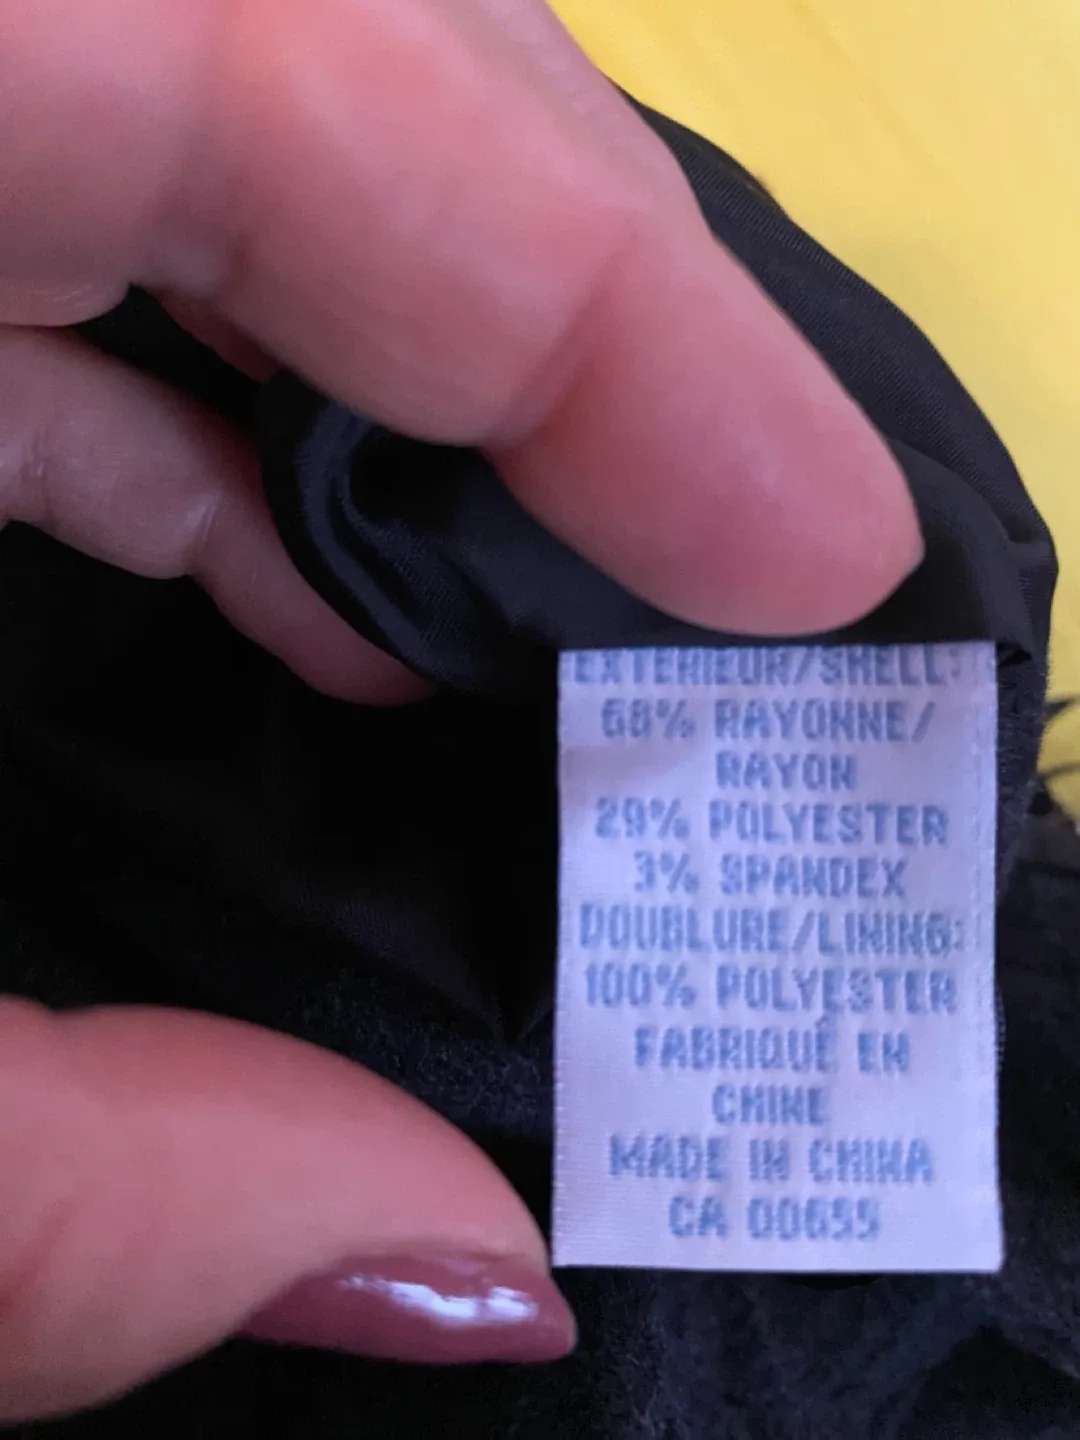 EXTERIEUR/SHELL:
68% RAYONNE/
RAYON
29% POLYESTER
3% SPANDEX
DOUBLURE/LINING:
100% POLYESTER
FABRIQUÉ EN
CHINE
MADE IN CHINA
CA 00655